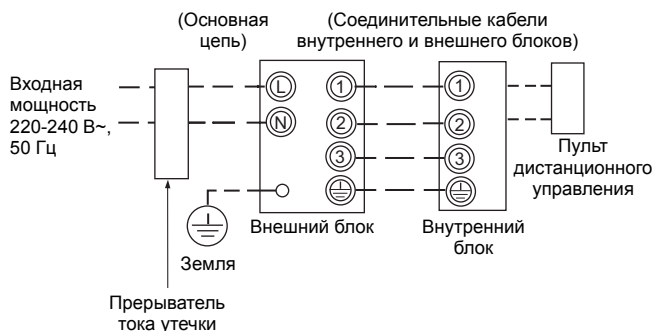 (Основная
цепь)
(Соединительные кабели
внутреннего и внешнего блоков)
Входная
мощность
220-240 В~,
50 Гц
L
N
1
2
3
1
2
3
Пульт
дистанционного
управления
Внешний блок
Внутренний
блок
Земля
Прерыватель
тока утечки